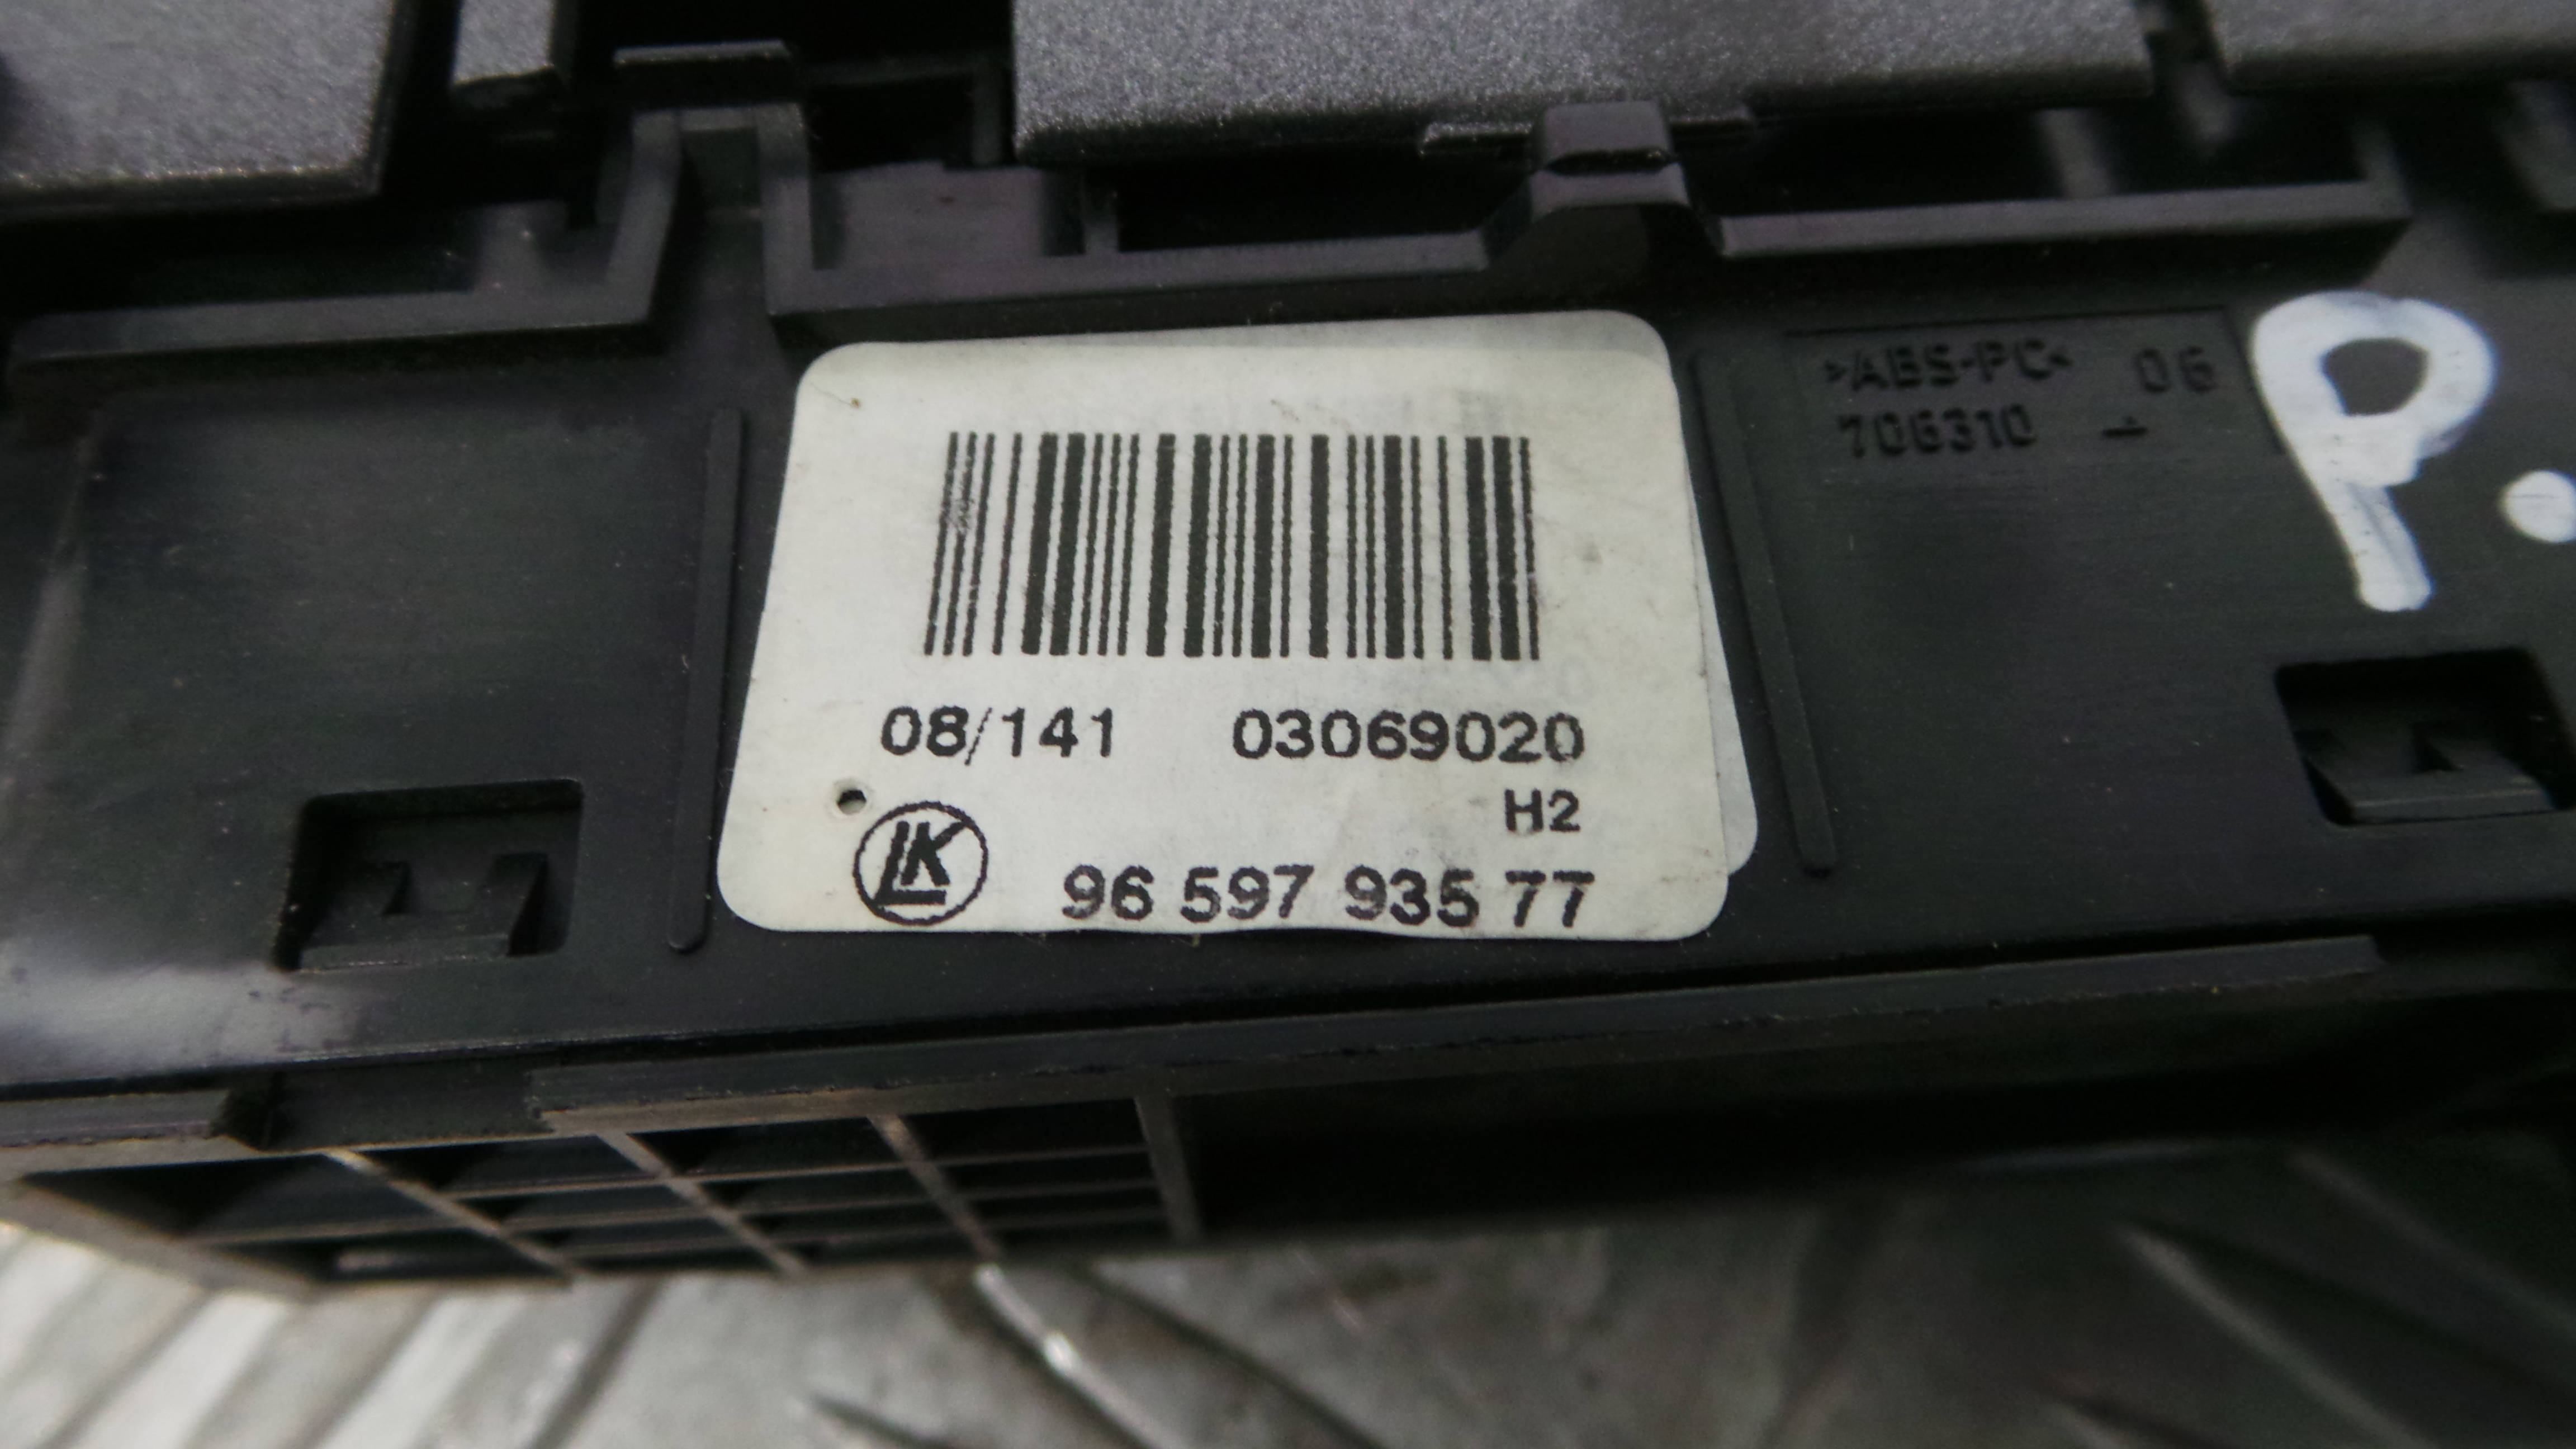 >ABS-PC< 06
706310
P.
08/141 03069020
H2
LK 96 597 935 77